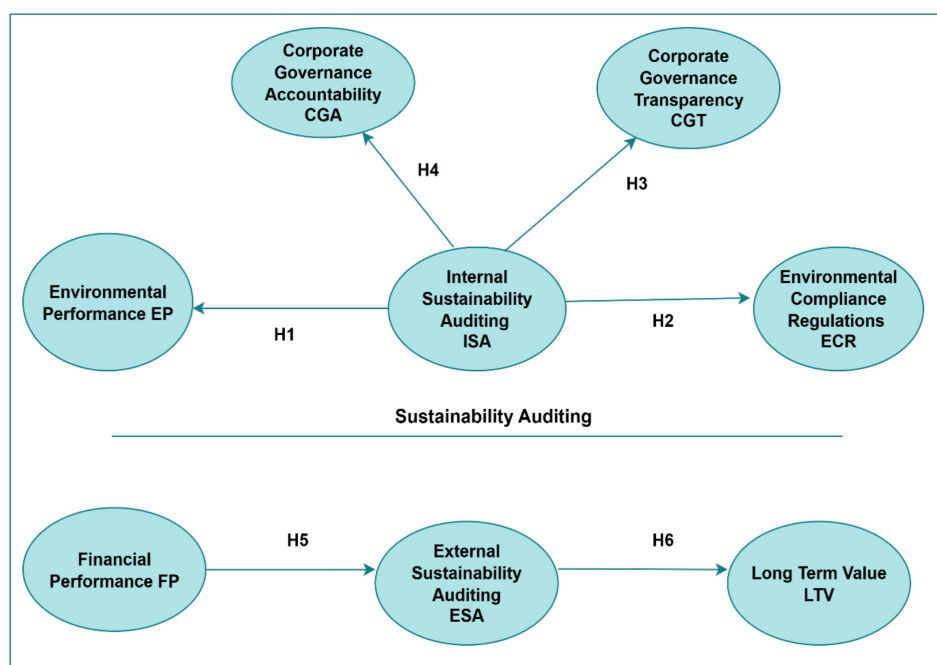 Corporate
Governance
Accountability
CGA
Corporate
Governance
Transparency
CGT
H4
H3
Environmental
Performance EP
H1
Internal
Sustainability
Auditing
ISA
H2
Environmental
Compliance
Regulations
ECR
Sustainability Auditing
Financial
Performance FP
H5
External
Sustainability
Auditing
ESA
H6
Long Term Value
LTV